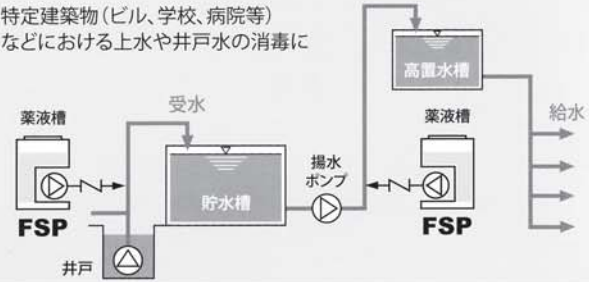 特定建築物(ビル、学校、病院等)
などにおける上水や井戸水の消毒に
高置水槽
薬液槽
受水
薬液槽
給水
揚水
ポンプ
貯水槽
FSP
FSP
井戸